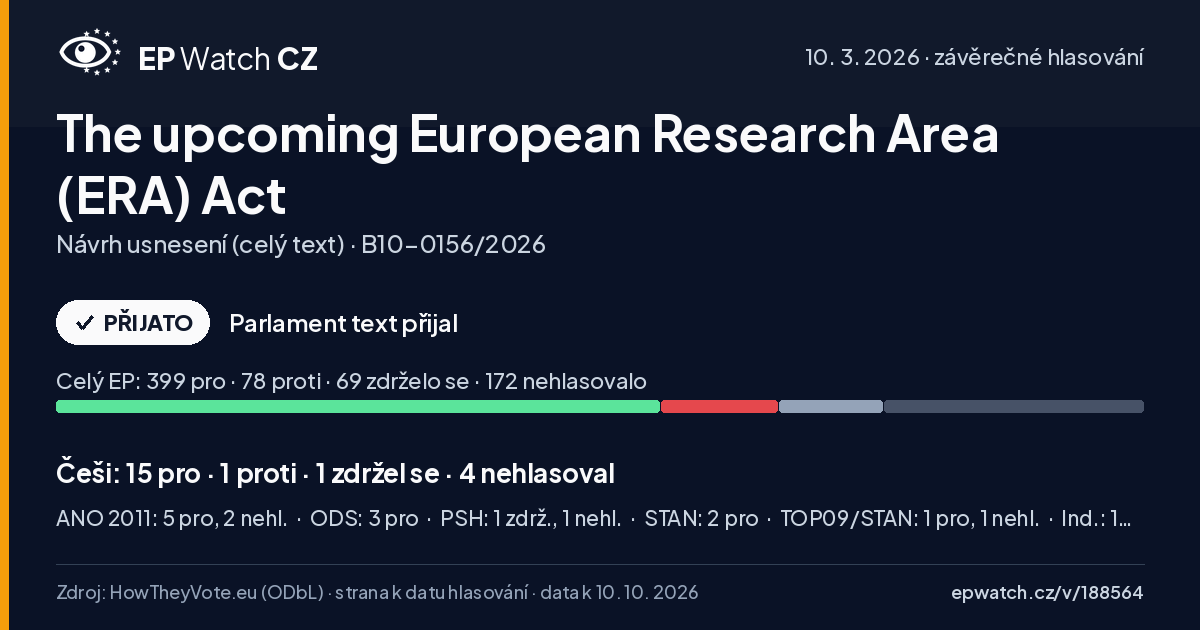 EP Watch CZ
10. 3. 2026 · závěrečné hlasování
The upcoming European Research Area
(ERA) Act
Návrh usnesení (celý text) · B10–0156/2026
✓ PŘIJATO Parlament text přijal
Celý EP: 399 pro · 78 proti · 69 zdrželo se · 172 nehlasovalo
Češi: 15 pro · 1 proti · 1 zdržel se · 4 nehlasoval
ANO 2011: 5 pro, 2 nehl. · ODS: 3 pro · PSH: 1 zdrž., 1 nehl. · STAN: 2 pro · TOP09/STAN: 1 pro, 1 nehl. · Ind.: 1…
Zdroj: HowTheyVote.eu (ODbL) · strana k datu hlasování · data k 10. 10. 2026
epwatch.cz/v/188564